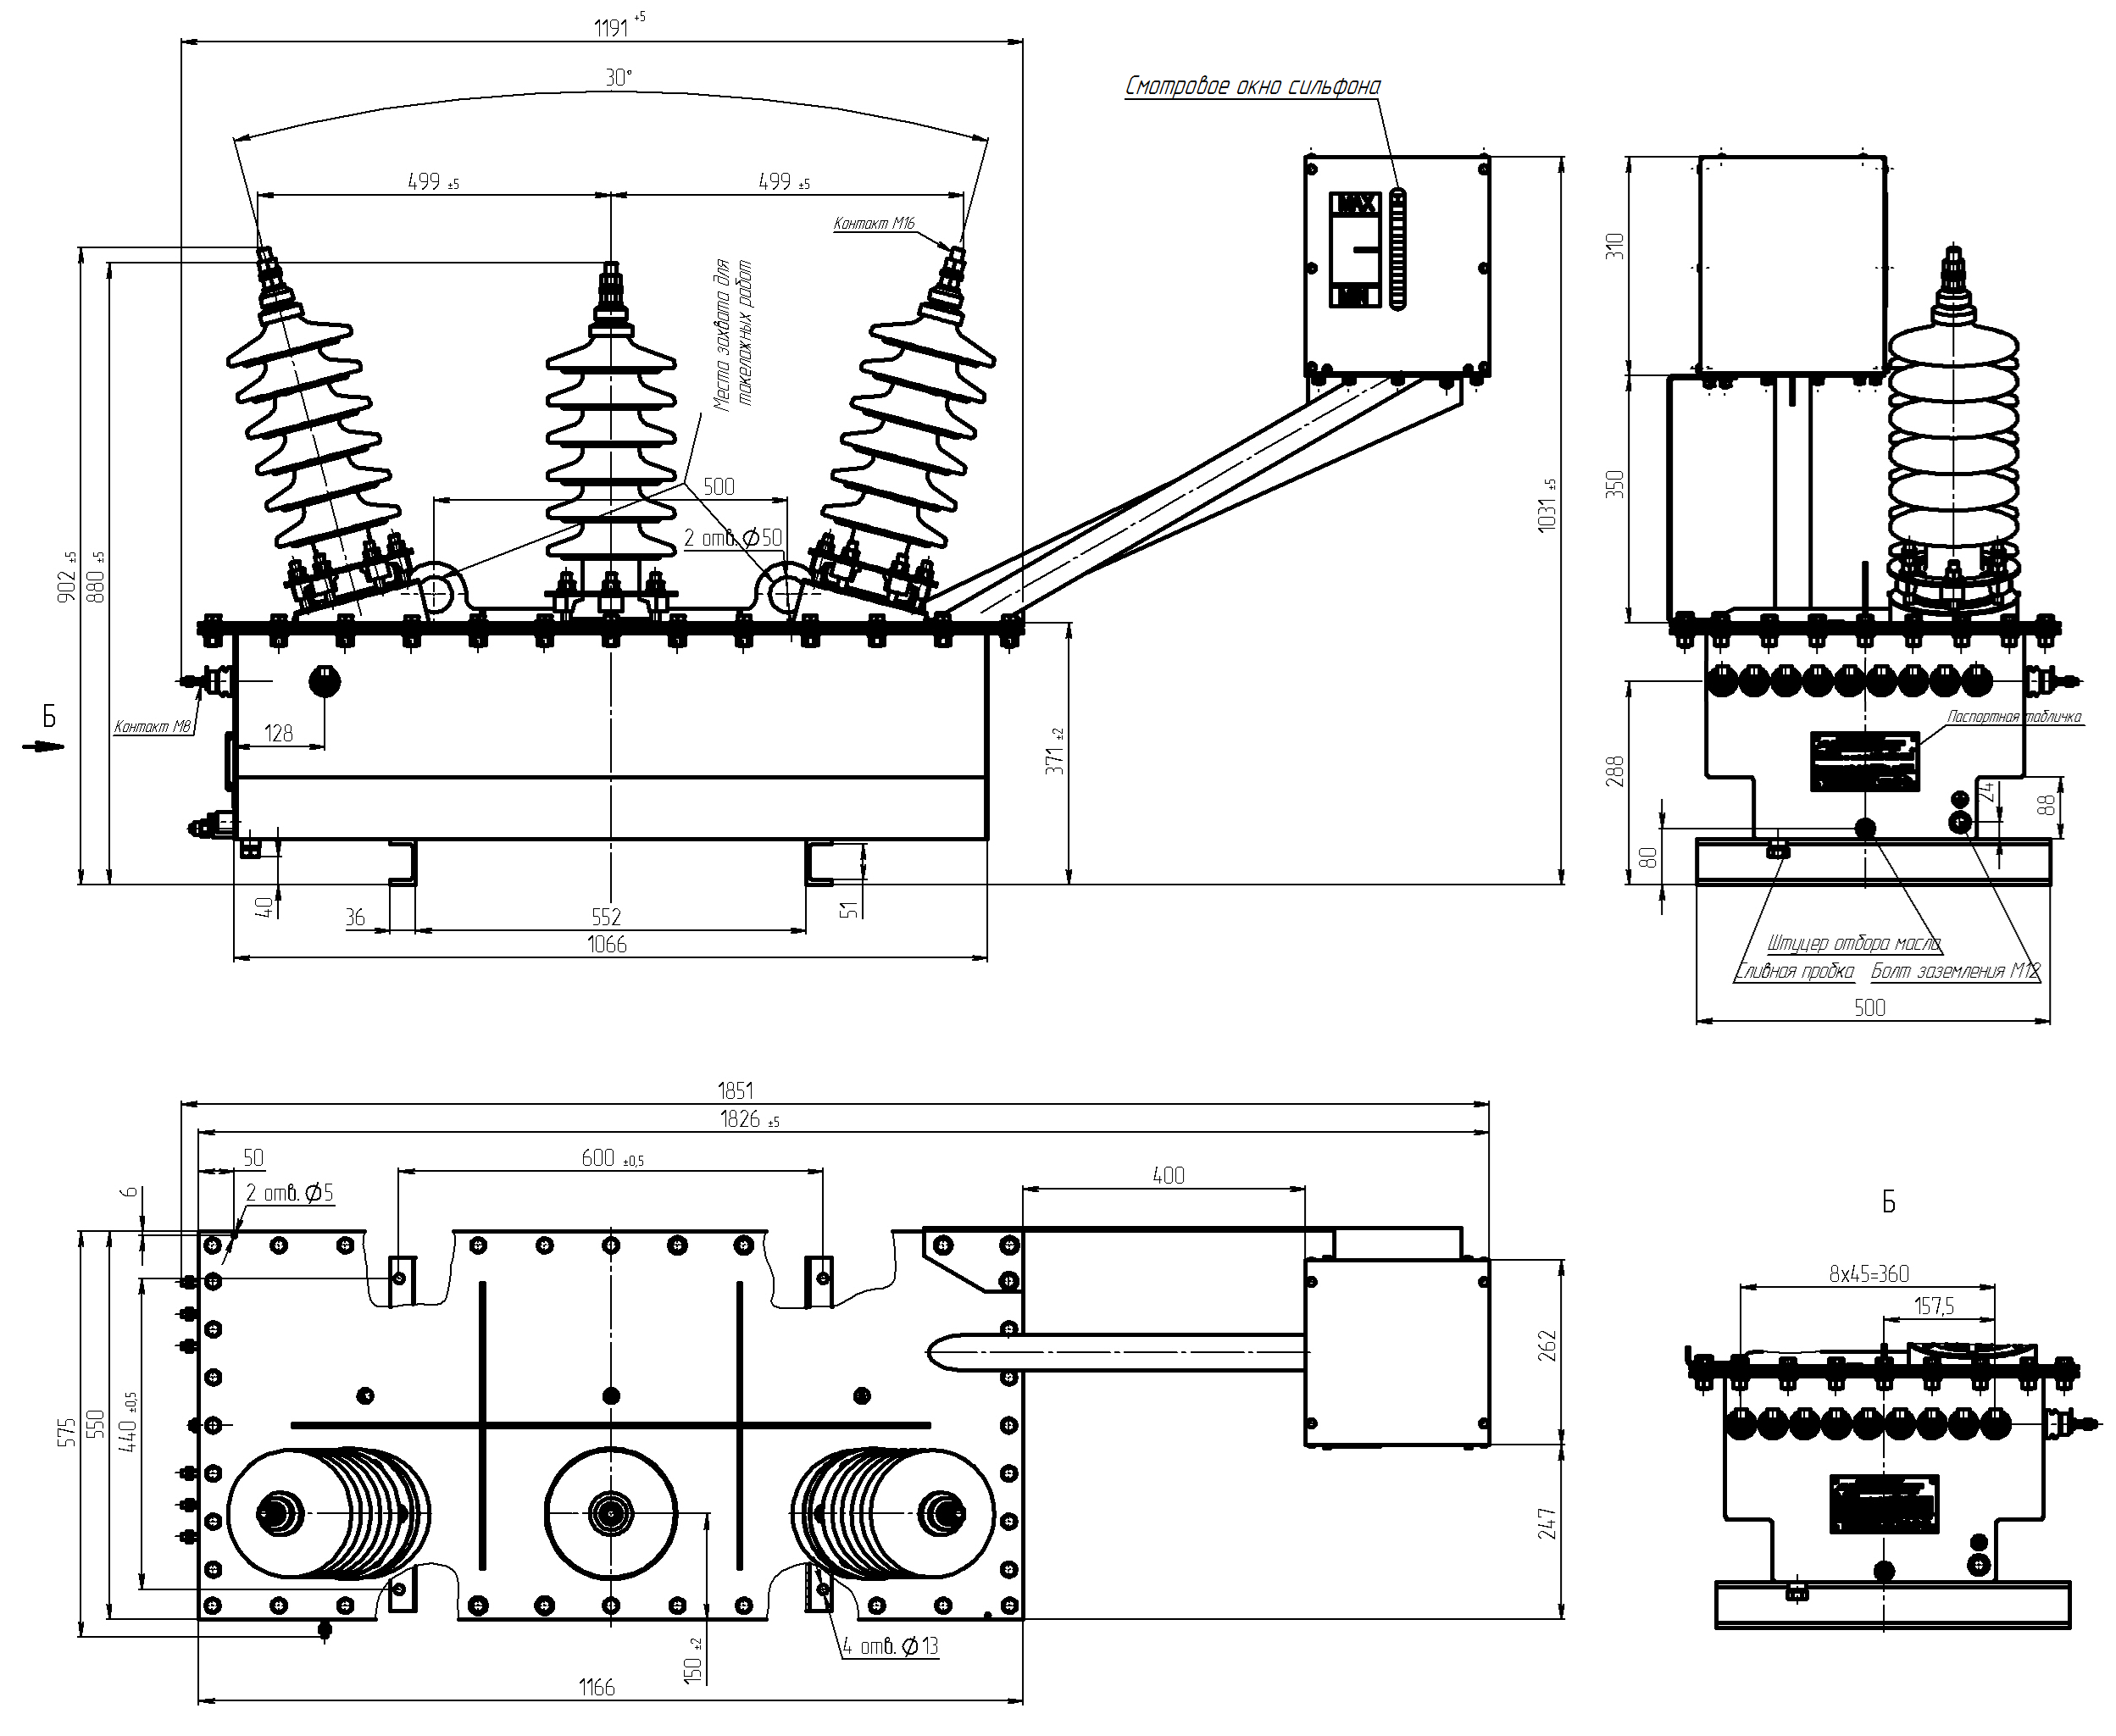 1191 +5
30°
Смотровое окно сильфона
499 ±5
499 ±5
Контакт М16
MAX
MIN
Места захвата для
такелажных работ
500
2 отв. Ø50
902 ±5
880 ±5
1031 ±5
310
350
Б
Контакт М8
128
371 ±2
288
Паспортная табличка
24
88
80
40
36
552
51
1066
Штуцер отбора масла
Сливная пробка
Болт заземления М12
500
1851
1826 ±5
50
600 ±0,5
400
6
2 отв. Ø5
Б
8х45=360
157,5
575
550
440 ±0,5
262
247
150 ±2
4 отв. Ø13
1166